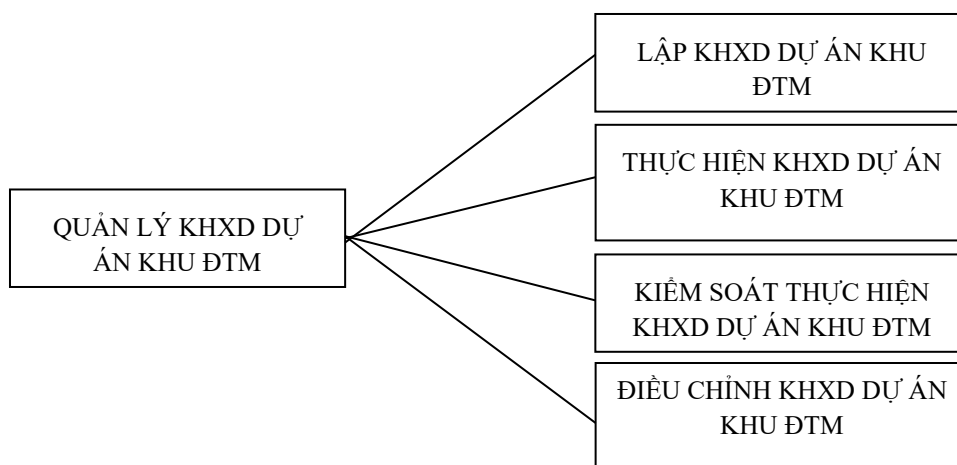 LẬP KHXD DỰ ÁN KHU
ĐTM
THỰC HIỆN KHXD DỰ ÁN
KHU ĐTM
QUẢN LÝ KHXD DỰ
ÁN KHU ĐTM
KIỂM SOÁT THỰC HIỆN
KHXD DỰ ÁN KHU ĐTM
ĐIỀU CHỈNH KHXD DỰ ÁN
KHU ĐTM